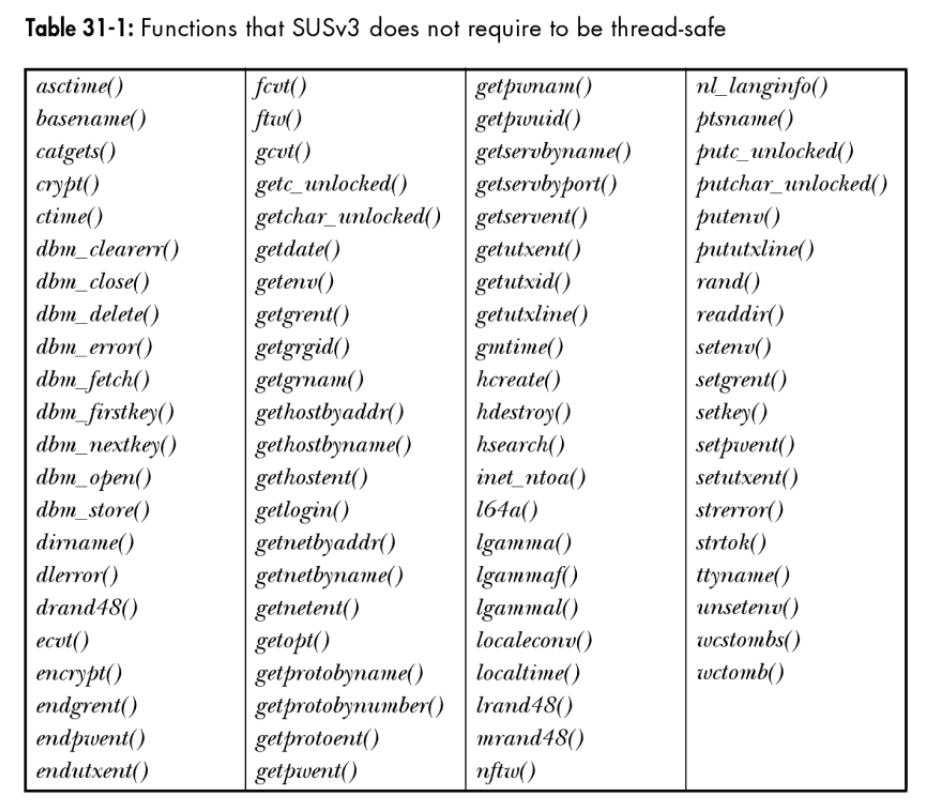 Table 31-1: Functions that SUSv3 does not require to be thread-safe
asctime()
basename()
catgets()
crypt()
ctime()
dbm_clearerr()
dbm_close()
dbm_delete()
dbm_error()
dbm_fetch()
dbm_firstkey()
dbm_nextkey()
dbm_open()
dbm_store()
dirname()
dlerror()
drand48()
ecvt()
encrypt()
endgrent()
endpwent()
endutxent()
fcvt()
ftw()
gcvt()
getc_unlocked()
getchar_unlocked()
getdate()
getenv()
getgrent()
getgrgid()
getgrnam()
gethostbyaddr()
gethostbyname()
gethostent()
getlogin()
getnetbyaddr()
getnetbyname()
getnetent()
getopt()
getprotobyname()
getprotobynumber()
getprotoent()
getpwent()
getpwnam()
getpwuid()
getservbyname()
getservbyport()
getservent()
getutxent()
getutxid()
getutxline()
gmtime()
hcreate()
hdestroy()
hsearch()
inet_ntoa()
l64a()
lgamma()
lgammaf()
lgammal()
localeconv()
localtime()
lrand48()
mrand48()
nftw()
nl_langinfo()
ptsname()
putc_unlocked()
putchar_unlocked()
putenv()
pututxline()
rand()
readdir()
setenv()
setgrent()
setkey()
setpwent()
setutxent()
strerror()
strtok()
ttyname()
unsetenv()
wcstombs()
wctomb()